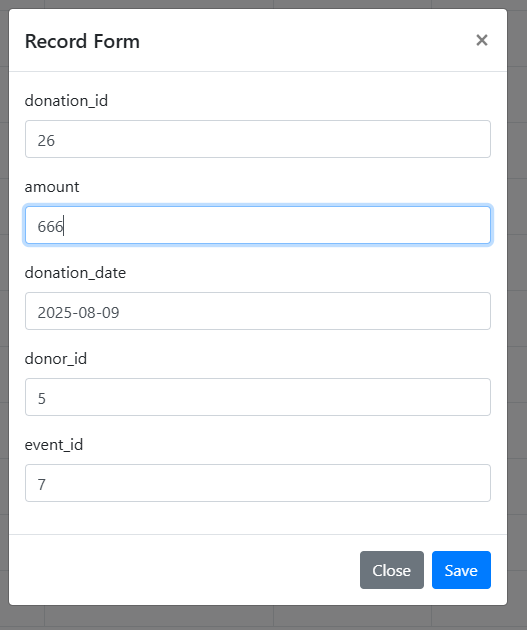 Record Form ×
donation_id
26
amount
666
donation_date
2025-08-09
donor_id
5
event_id
7
Close Save